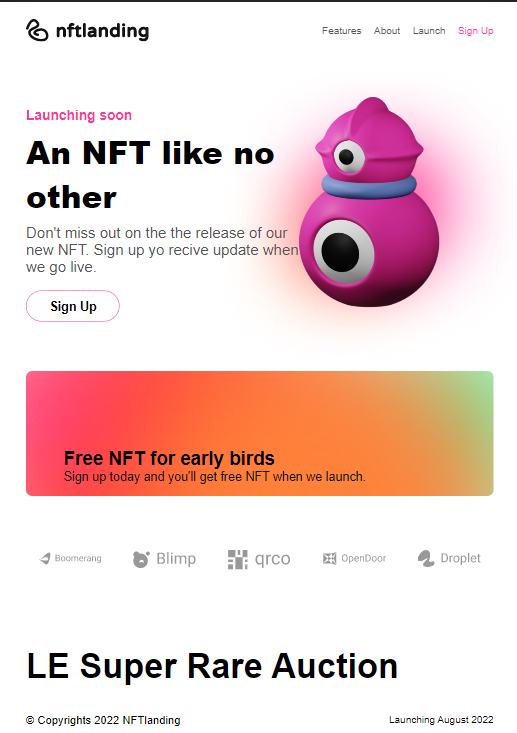 nftlanding
Features About Launch Sign Up
Launching soon
An NFT like no
other
Don't miss out on the the release of our
new NFT. Sign up yo recive update when
we go live.
Sign Up
Free NFT for early birds
Sign up today and you'll get free NFT when we launch.
Boomerang Blimp qrco OpenDoor Droplet
LE Super Rare Auction
© Copyrights 2022 NFTlanding
Launching August 2022